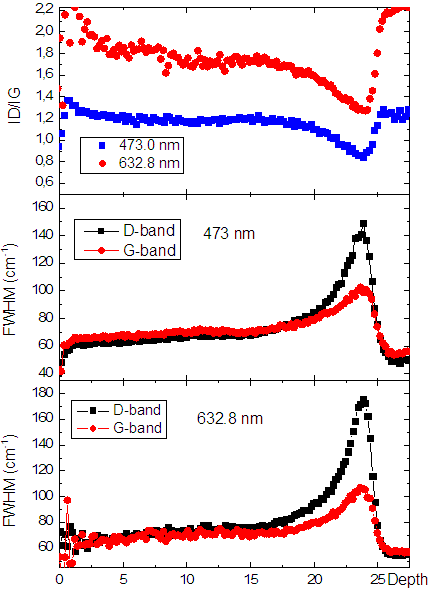 2,2
2,0
1,8
1,6
1,4
1,2
1,0
0,8
0,6
ID/IG
473.0 nm
632.8 nm
160
140
120
100
80
60
40
FWHM (cm-1)
D-band
G-band
473 nm
180
160
140
120
100
80
60
FWHM (cm-1)
D-band
G-band
632.8 nm
0 5 10 15 20 25 Depth